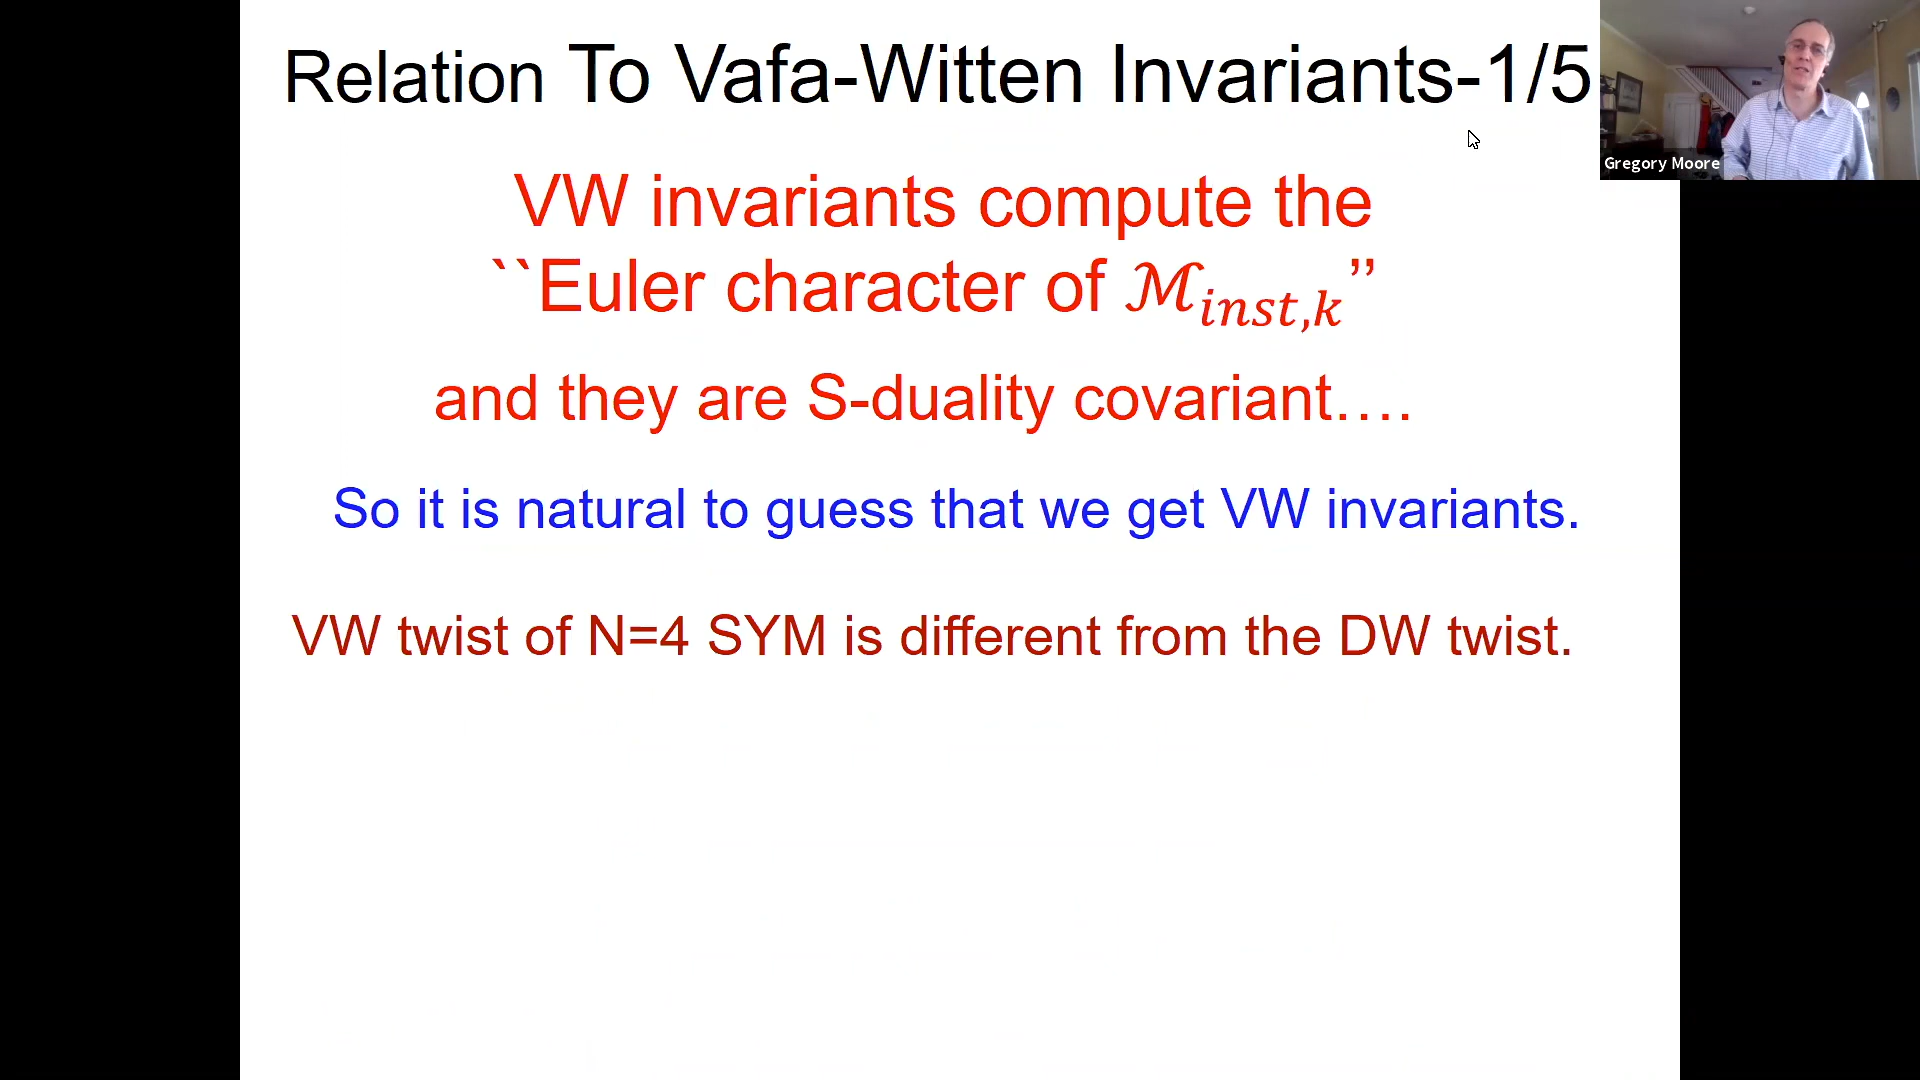 Relation To Vafa-Witten Invariants-1/5
Gregory Moore
VW invariants compute the
``Euler character of ℳ_{inst,k}’’
and they are S-duality covariant....
So it is natural to guess that we get VW invariants.
VW twist of N=4 SYM is different from the DW twist.